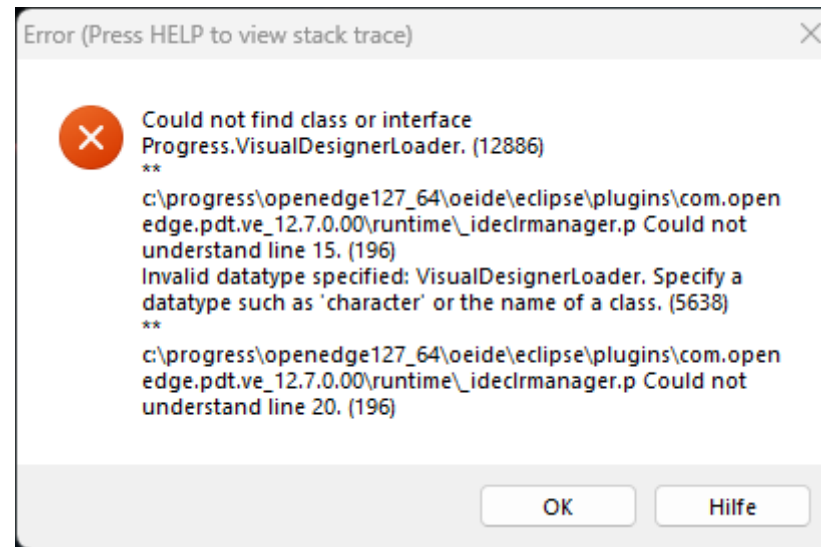 Error (Press HELP to view stack trace)
Could not find class or interface
Progress.VisualDesignerLoader. (12886)
**
c:\progress\openedge127_64\oeide\eclipse\plugins\com.open
edge.pdt.ve_12.7.0.00\runtime\_ideclrmanager.p Could not
understand line 15. (196)
Invalid datatype specified: VisualDesignerLoader. Specify a
datatype such as 'character' or the name of a class. (5638)
**
c:\progress\openedge127_64\oeide\eclipse\plugins\com.open
edge.pdt.ve_12.7.0.00\runtime\_ideclrmanager.p Could not
understand line 20. (196)
OK
Hilfe